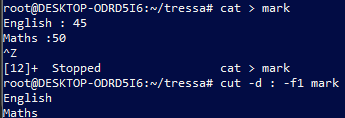 root@DESKTOP-ODRD5I6:~/tressa# cat > mark
English : 45
Maths :50
^Z
[12]+  Stopped                 cat > mark
root@DESKTOP-ODRD5I6:~/tressa# cut -d : -f1 mark
English
Maths